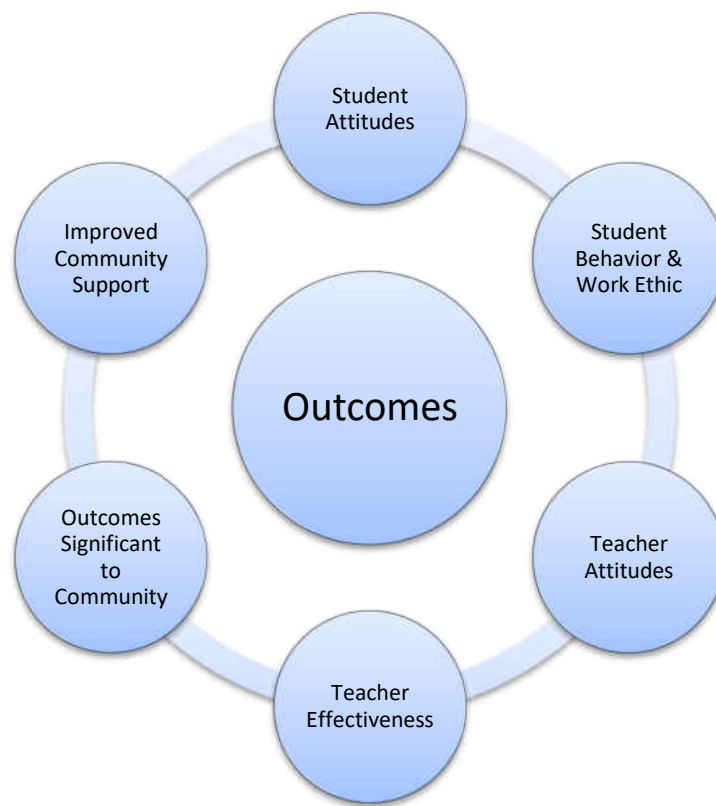 Student
Attitudes
Student
Behavior &
Work Ethic
Teacher
Attitudes
Teacher
Effectiveness
Outcomes
Significant
to
Community
Improved
Community
Support
Outcomes